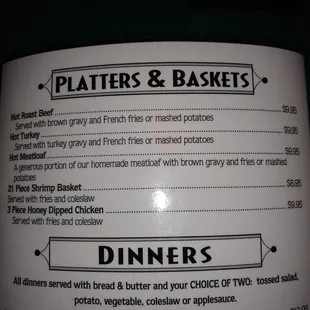 PLATTERS & BASKETS
Hot Roast Beef $9.95
Served with brown gravy and French fries or mashed potatoes
Hot Turkey $9.95
Served with turkey gravy and French fries or mashed potatoes
Hot Meatloaf $9.95
A generous portion of our homemade meatloaf with brown gravy and fries or mashed
potatoes
21 Piece Shrimp Basket $8.95
Served with fries and coleslaw
3 Piece Honey Dipped Chicken $9.95
Served with fries and coleslaw
DINNERS
All dinners served with bread & butter and your CHOICE OF TWO: tossed salad,
potato, vegetable, coleslaw or applesauce.